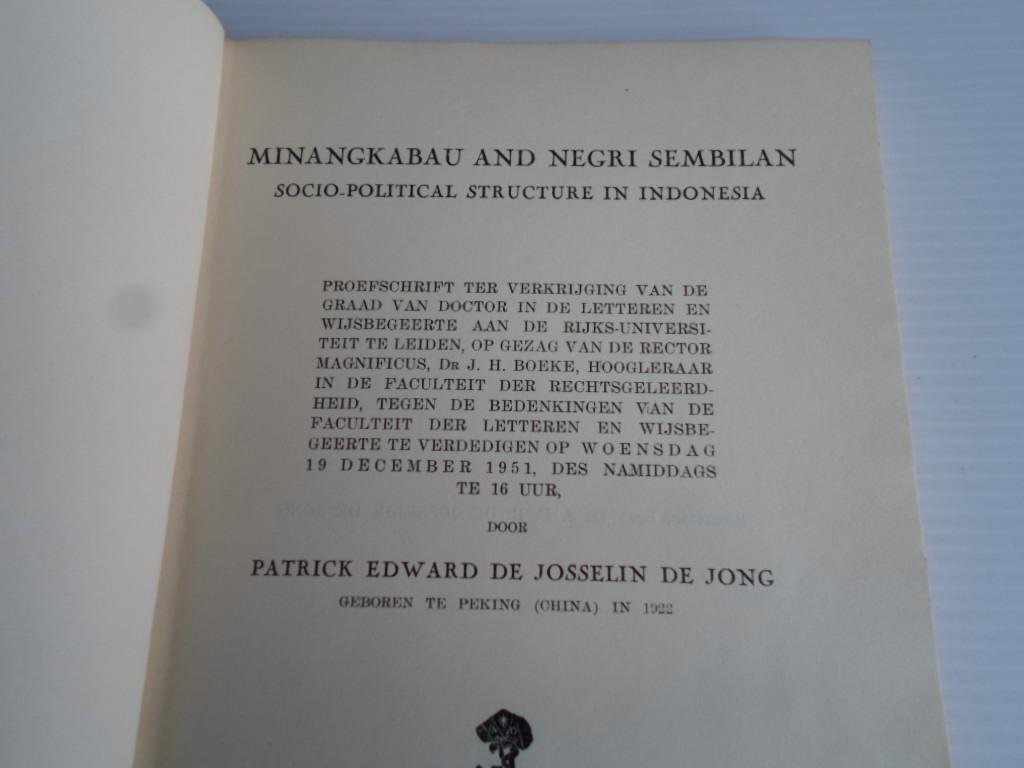 MINANGKABAU AND NEGRI SEMBILAN
SOCIO-POLITICAL STRUCTURE IN INDONESIA
PROEFSCHRIFT TER VERKRIJGING VAN DE
GRAAD VAN DOCTOR IN DE LETTEREN EN
WIJSBEGEERTE AAN DE RIJKS-UNIVERSI-
TEIT TE LEIDEN, OP GEZAG VAN DE RECTOR
MAGNIFICUS, DR J. H. BOEKE, HOOGLERAAR
IN DE FACULTEIT DER RECHTSGELEERD-
HEID, TEGEN DE BEDENKINGEN VAN DE
FACULTEIT DER LETTEREN EN WIJSBE-
GEERTE TE VERDEDIGEN OP WOENSDAG
19 DECEMBER 1951, DES NAMIDDAGS
TE 16 UUR,
DOOR
PATRICK EDWARD DE JOSSELIN DE JONG
GEBOREN TE PEKING (CHINA) IN 1922